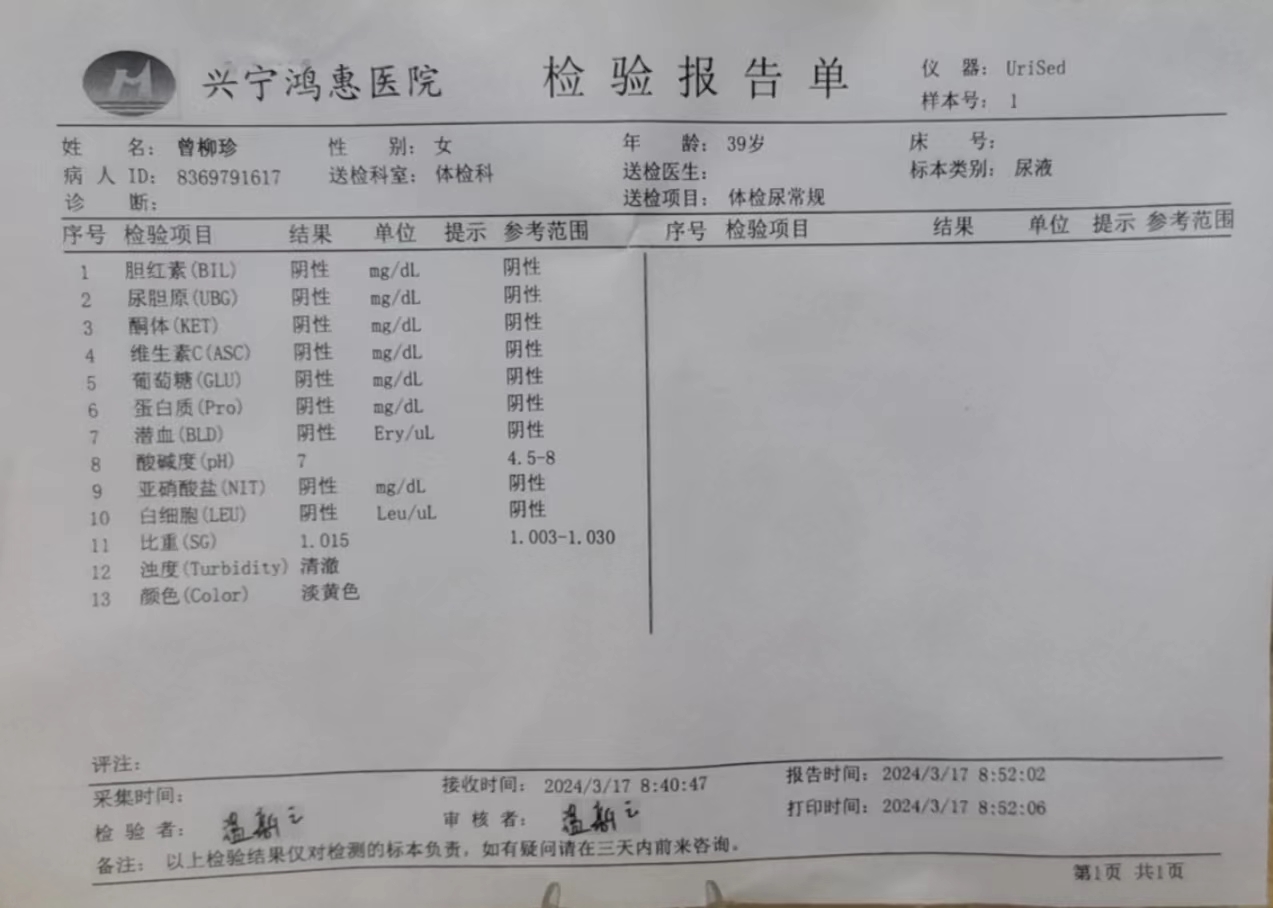 兴宁鸿惠医院 检验报告单 仪 器: UriSed
样本号: 1
姓 名: 曾柳珍 性 别: 女 年 龄: 39岁 床 号:
病 人 ID: 8369791617 送检科室: 体检科 送检医生: 标本类别: 尿液
诊 断: 送检项目: 体检尿常规
序号 检验项目 结果 单位 提示 参考范围 序号 检验项目 结果 单位 提示 参考范围
1 胆红素(BIL) 阴性 mg/dL 阴性
2 尿胆原(UBG) 阴性 mg/dL 阴性
3 酮体(KET) 阴性 mg/dL 阴性
4 维生素C(ASC) 阴性 mg/dL 阴性
5 葡萄糖(GLU) 阴性 mg/dL 阴性
6 蛋白质(Pro) 阴性 mg/dL 阴性
7 潜血(BLD) 阴性 Ery/uL 阴性
8 酸碱度(pH) 7 4.5-8
9 亚硝酸盐(NIT) 阴性 mg/dL 阴性
10 白细胞(LEU) 阴性 Leu/uL 阴性
11 比重(SG) 1.015 1.003-1.030
12 浊度(Turbidity) 清澈
13 颜色(Color) 淡黄色
评注:
采集时间: 接收时间: 2024/3/17 8:40:47 报告时间: 2024/3/17 8:52:02
检 验 者: 审 核 者: 打印时间: 2024/3/17 8:52:06
备注: 以上检验结果仅对检测的标本负责，如有疑问请在三天内前来咨询。
第1页 共1页